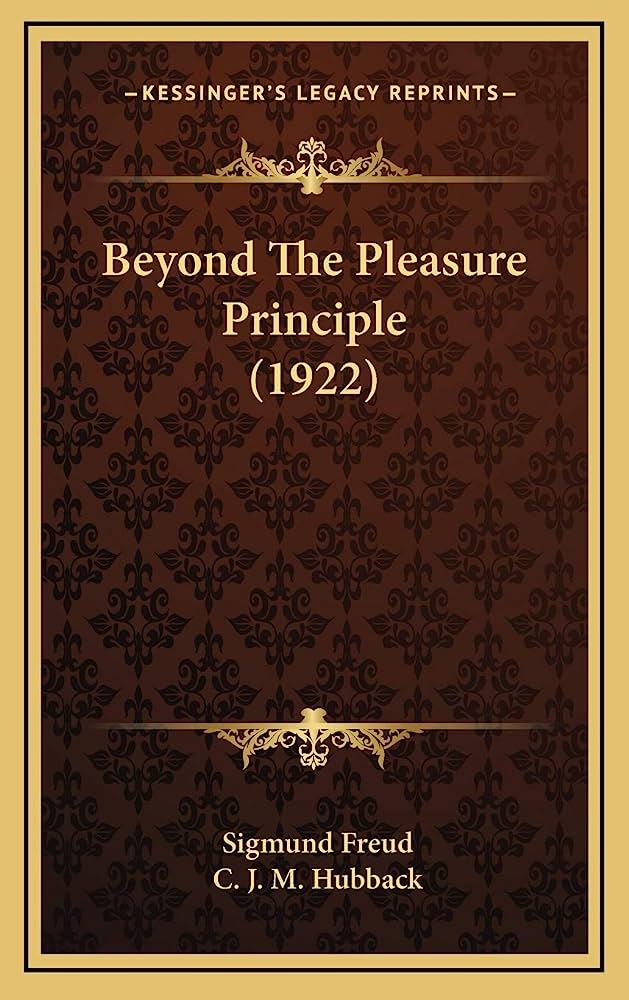 –KESSINGER'S LEGACY REPRINTS–
Beyond The Pleasure
Principle
(1922)
Sigmund Freud
C. J. M. Hubback